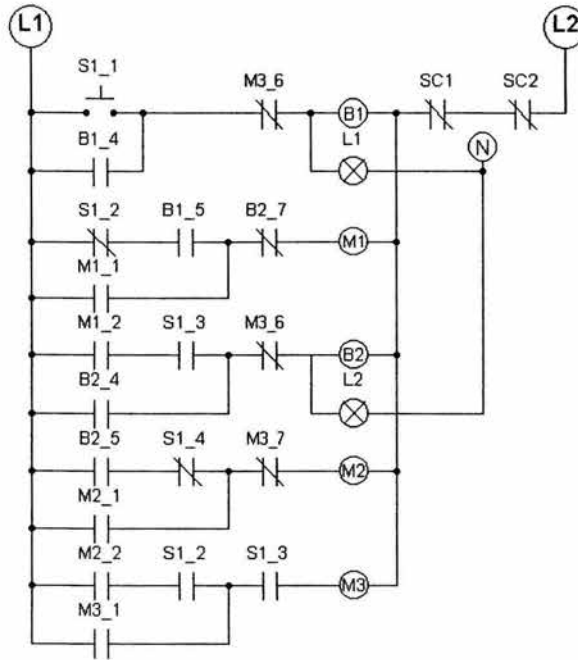 L1 L2
S1_1 M3_6 SC1 SC2
B1
B1_4 L1 N
S1_2 B1_5 B2_7
M1
M1_1
M1_2 S1_3 M3_6
B2
B2_4 L2
B2_5 S1_4 M3_7
M2
M2_1
M2_2 S1_2 S1_3
M3
M3_1